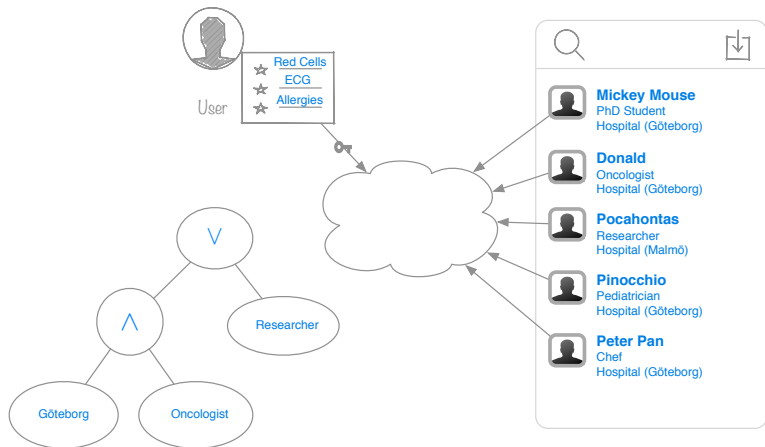 Red Cells
ECG
Allergies
User
Mickey Mouse
PhD Student
Hospital (Göteborg)
Donald
Oncologist
Hospital (Göteborg)
Pocahontas
Researcher
Hospital (Malmö)
Pinocchio
Pediatrician
Hospital (Göteborg)
Peter Pan
Chef
Hospital (Göteborg)
∨
∧
Researcher
Göteborg
Oncologist